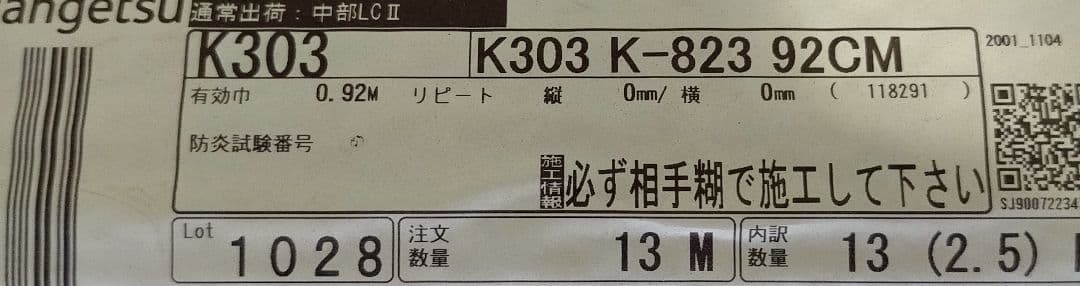 angetsu 通常出荷：中部LCⅡ
K303 K303 K-823 92CM 2001_1104
有効巾 0.92M リピート 縦 0mm/ 横 0mm ( 118291 )
防炎試験番号
施工情報 必ず相手糊で施工して下さい
SJ90072234
Lot 1028 注文数量 13 M 内訳数量 13 (2.5)